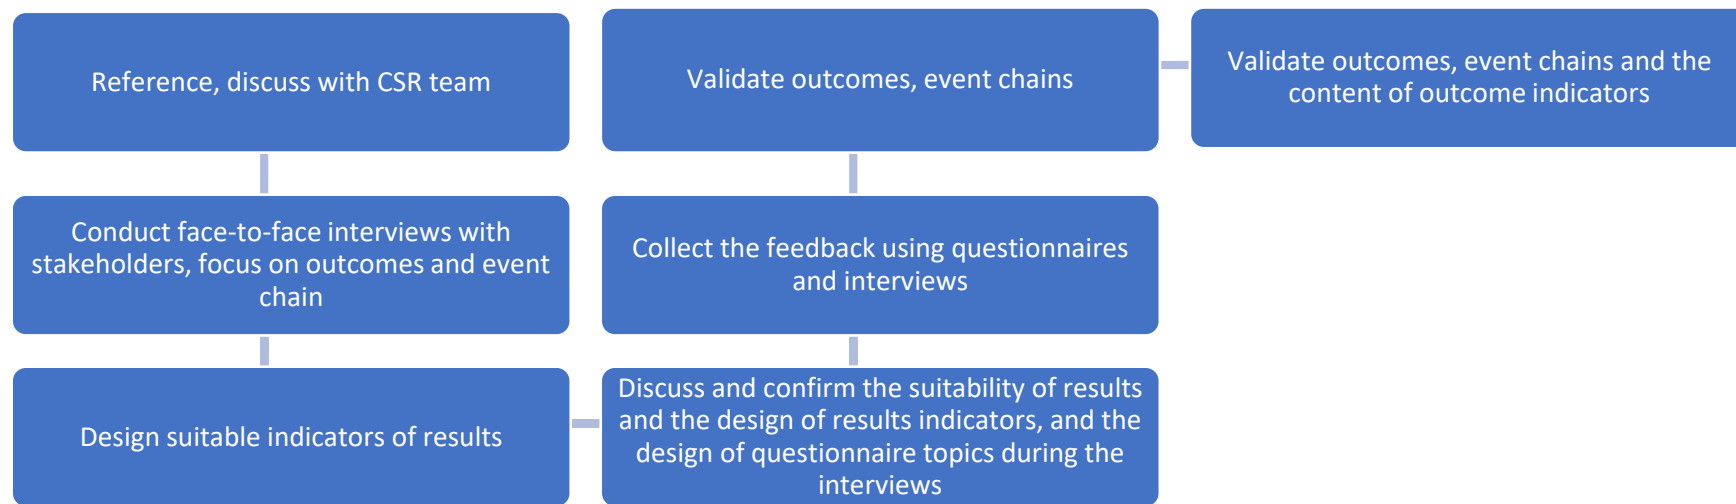 Reference, discuss with CSR team
Conduct face-to-face interviews with
stakeholders, focus on outcomes and event
chain
Design suitable indicators of results
Discuss and confirm the suitability of results
and the design of results indicators, and the
design of questionnaire topics during the
interviews
Collect the feedback using questionnaires
and interviews
Validate outcomes, event chains
Validate outcomes, event chains and the
content of outcome indicators